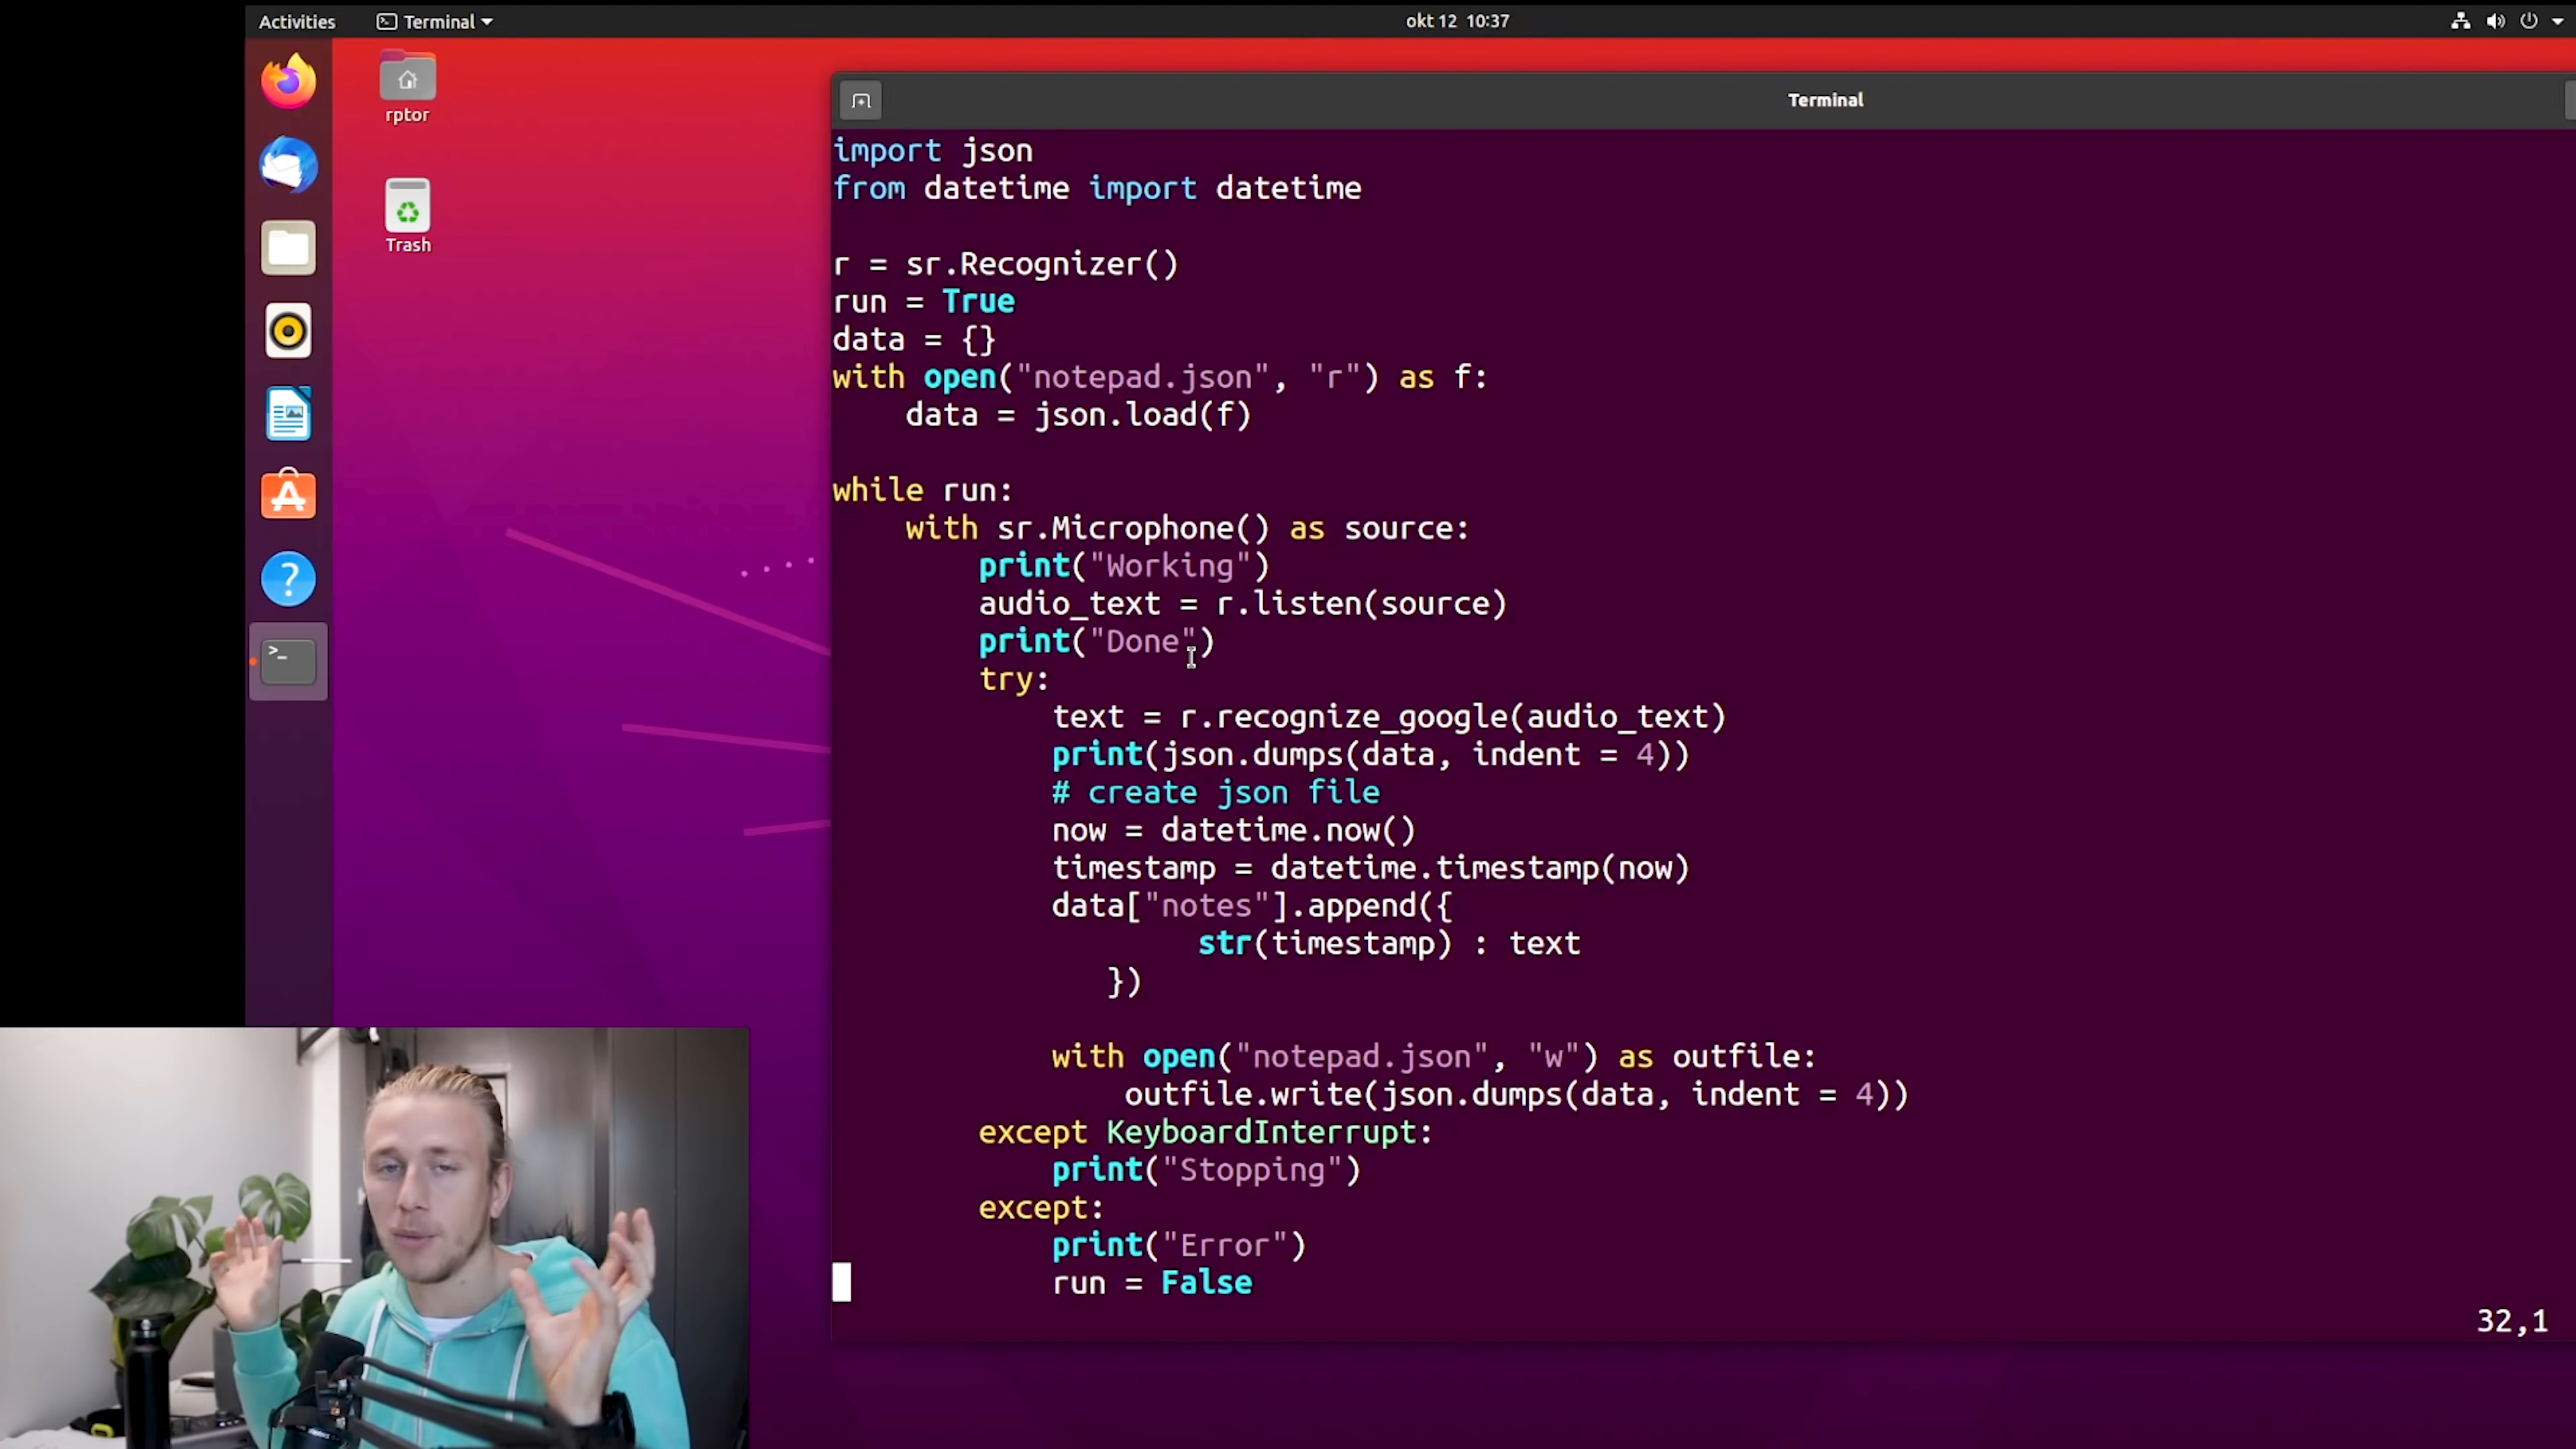 Activities
Terminal
okt 12 10:37
rptor
Trash
Terminal
import json
from datetime import datetime
r = sr.Recognizer()
run = True
data = {}
with open("notepad.json", "r") as f:
    data = json.load(f)
while run:
    with sr.Microphone() as source:
        print("Working")
        audio_text = r.listen(source)
        print("Done")
        try:
            text = r.recognize_google(audio_text)
            print(json.dumps(data, indent = 4))
            # create json file
            now = datetime.now()
            timestamp = datetime.timestamp(now)
            data["notes"].append({
                    str(timestamp) : text
               })
            with open("notepad.json", "w") as outfile:
                outfile.write(json.dumps(data, indent = 4))
        except KeyboardInterrupt:
            print("Stopping")
        except:
            print("Error")
            run = False
32,1